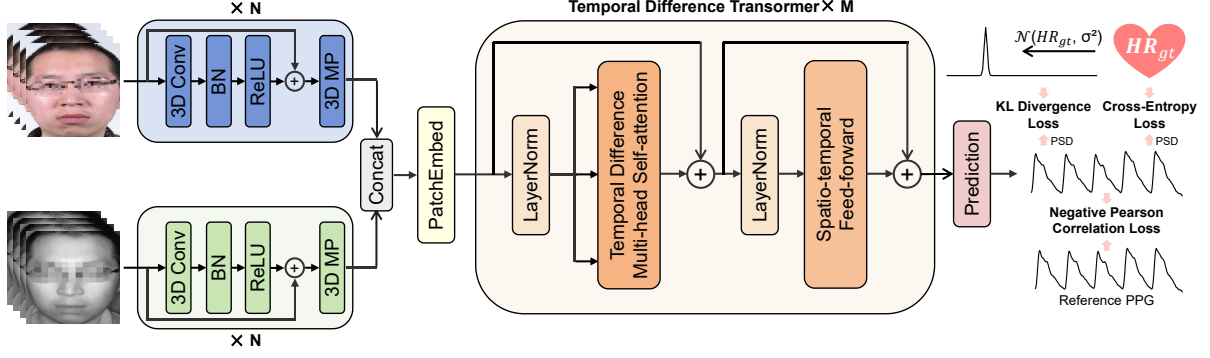 × N
3D Conv
BN
ReLU
+
3D MP
3D Conv
BN
ReLU
+
3D MP
× N
Concat
PatchEmbed
Temporal Difference Transormer × M
LayerNorm
Temporal Difference
Multi-head Self-attention
+
LayerNorm
Spatio-temporal
Feed-forward
+
Prediction
𝒩(HR_gt, σ²)
HR_gt
KL Divergence
Loss
Cross-Entropy
Loss
PSD
PSD
Negative Pearson
Correlation Loss
Reference PPG